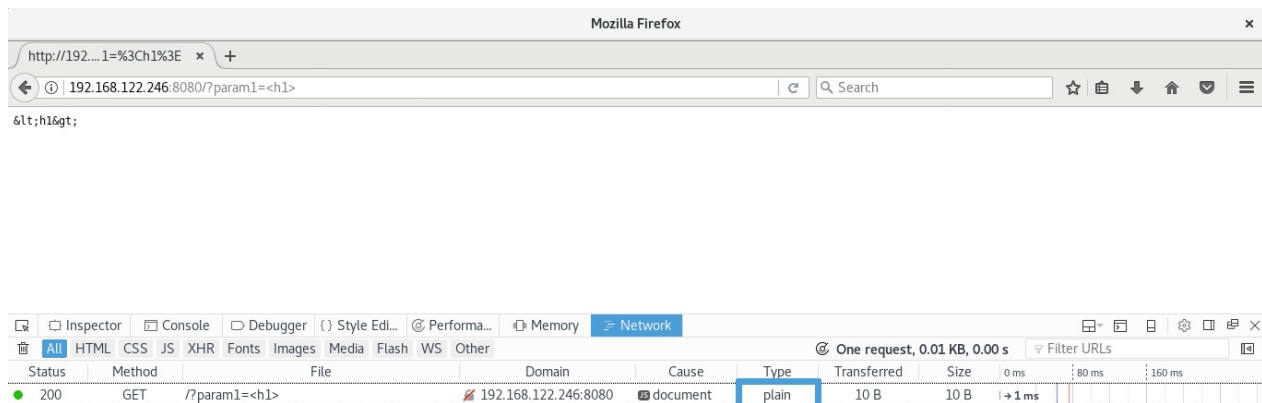 Mozilla Firefox ×
http://192.... 1=%3Ch1%3E × +
192.168.122.246:8080/?param1=<h1> Search
&lt;h1&gt;
Inspector Console Debugger {} Style Edi... Performa... Memory Network
All HTML CSS JS XHR Fonts Images Media Flash WS Other One request, 0.01 KB, 0.00 s Filter URLs
Status Method File Domain Cause Type Transferred Size 0 ms 80 ms 160 ms
200 GET /?param1=<h1> 192.168.122.246:8080 JS document plain 10 B 10 B → 1 ms